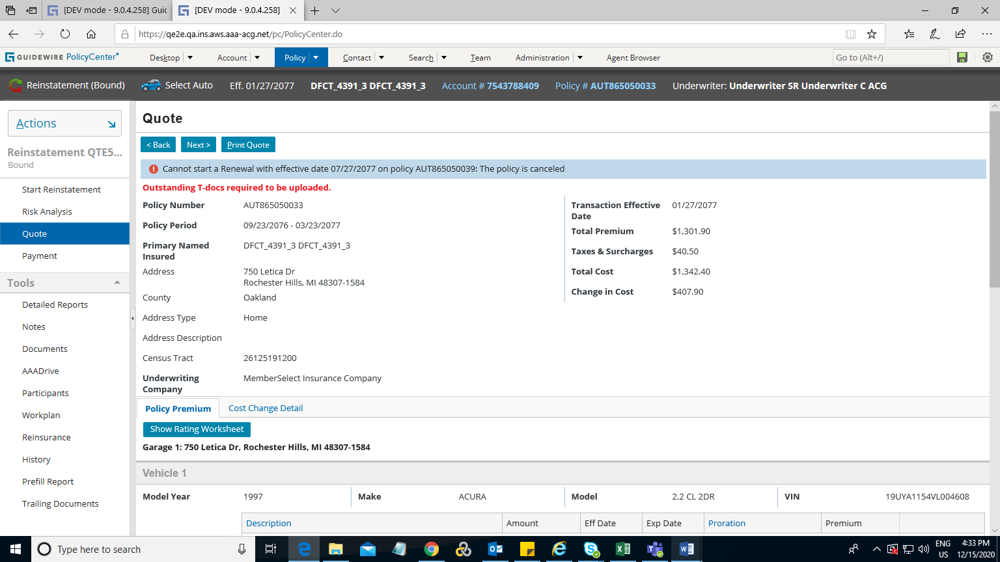 [DEV mode - 9.0.4.258] Guic
[DEV mode - 9.0.4.258]
https://qe2e.qa.ins.aws.aaa-acg.net/pc/PolicyCenter.do
GUIDEWIRE PolicyCenter
Desktop
Account
Policy
Contact
Search
Team
Administration
Agent Browser
Go to (Alt+/)
Reinstatement (Bound)
Select Auto
Eff. 01/27/2077
DFCT_4391_3 DFCT_4391_3
Account # 7543788409
Policy # AUT865050033
Underwriter: Underwriter SR Underwriter C ACG
Actions
Reinstatement QTE5...
Bound
Start Reinstatement
Risk Analysis
Quote
Payment
Tools
Detailed Reports
Notes
Documents
AAADrive
Participants
Workplan
Reinsurance
History
Prefill Report
Trailing Documents
Quote
< Back
Next >
Print Quote
Cannot start a Renewal with effective date 07/27/2077 on policy AUT865050039: The policy is canceled
Outstanding T-docs required to be uploaded.
Policy Number AUT865050033
Policy Period 09/23/2076 - 03/23/2077
Primary Named DFCT_4391_3 DFCT_4391_3
Insured
Address 750 Letica Dr
Rochester Hills, MI 48307-1584
County Oakland
Address Type Home
Address Description
Census Tract 26125191200
Underwriting MemberSelect Insurance Company
Company
Transaction Effective 01/27/2077
Date
Total Premium $1,301.90
Taxes & Surcharges $40.50
Total Cost $1,342.40
Change in Cost $407.90
Policy Premium
Cost Change Detail
Show Rating Worksheet
Garage 1: 750 Letica Dr, Rochester Hills, MI 48307-1584
Vehicle 1
Model Year 1997 Make ACURA Model 2.2 CL 2DR VIN 19UYA1154VL004608
Description Amount Eff Date Exp Date Proration Premium
Type here to search
ENG
US
4:33 PM
12/15/2020